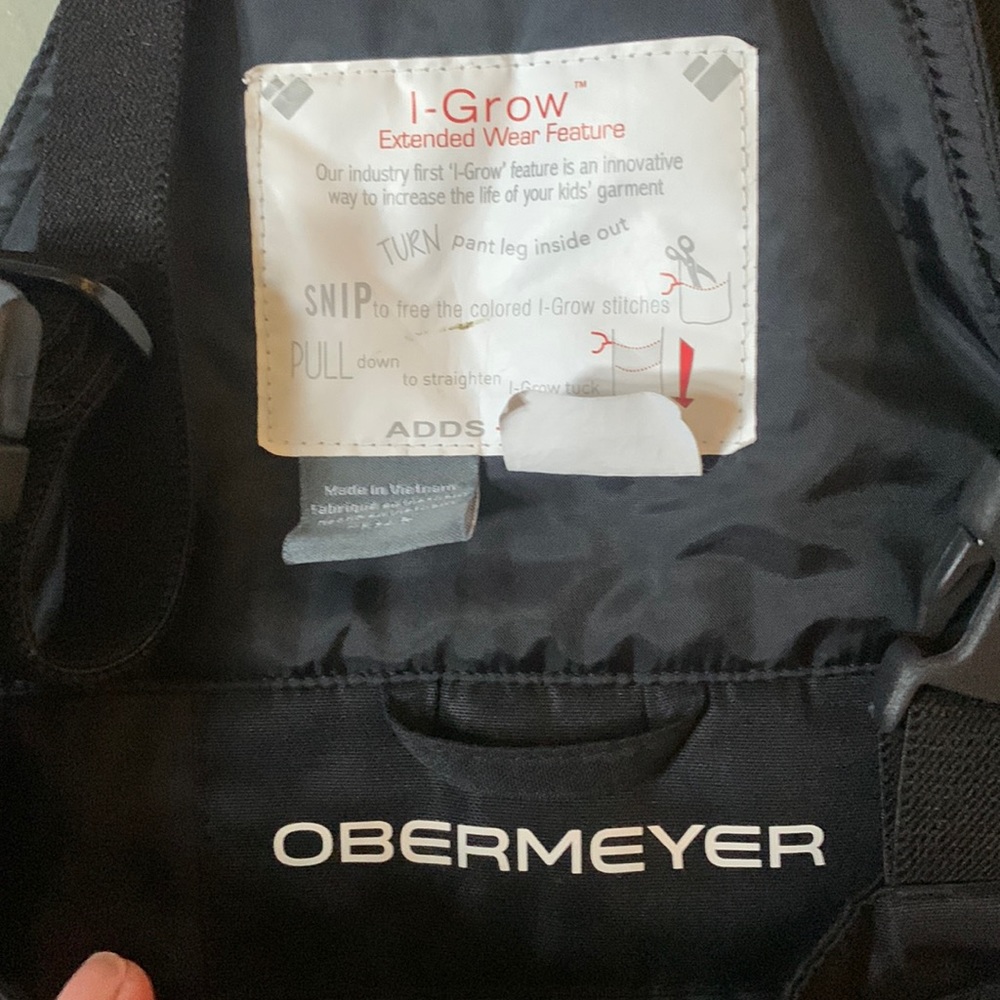 I-Grow™
Extended Wear Feature
Our industry first 'I-Grow' feature is an innovative
way to increase the life of your kids' garment
TURN pant leg inside out
SNIP to free the colored I-Grow stitches
PULL down
to straighten I-Grow tuck
ADDS
Made in Vietnam
Fabriqué au
OBERMEYER